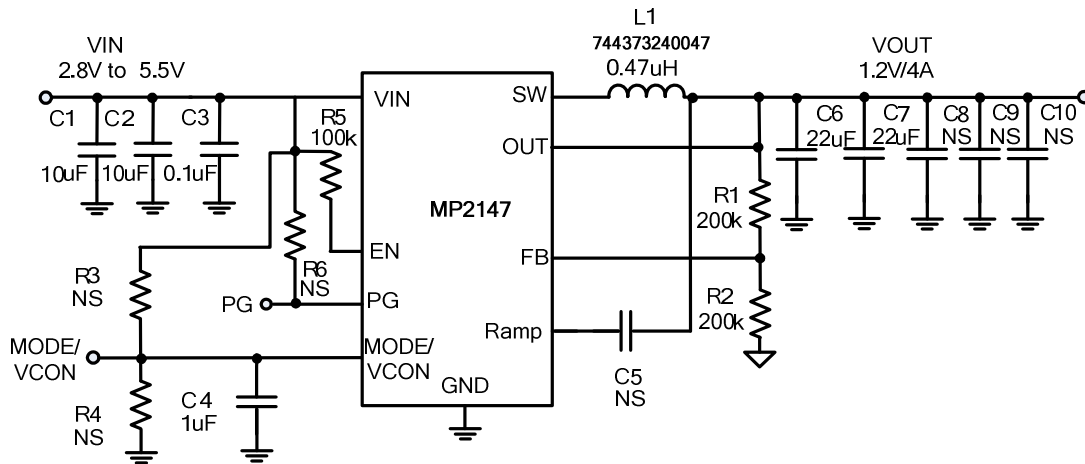 L1
744373240047
0.47uH
VIN
2.8V to 5.5V
VOUT
1.2V/4A
C1
C2
C3
10uF
10uF
0.1uF
R5
100k
VIN
SW
OUT
C6
22uF
C7
22uF
C8
NS
C9
NS
C10
NS
MP2147
R1
200k
EN
FB
R3
NS
R6
NS
PG
PG
R2
200k
Ramp
MODE/
VCON
MODE/
VCON
GND
C5
NS
R4
NS
C4
1uF